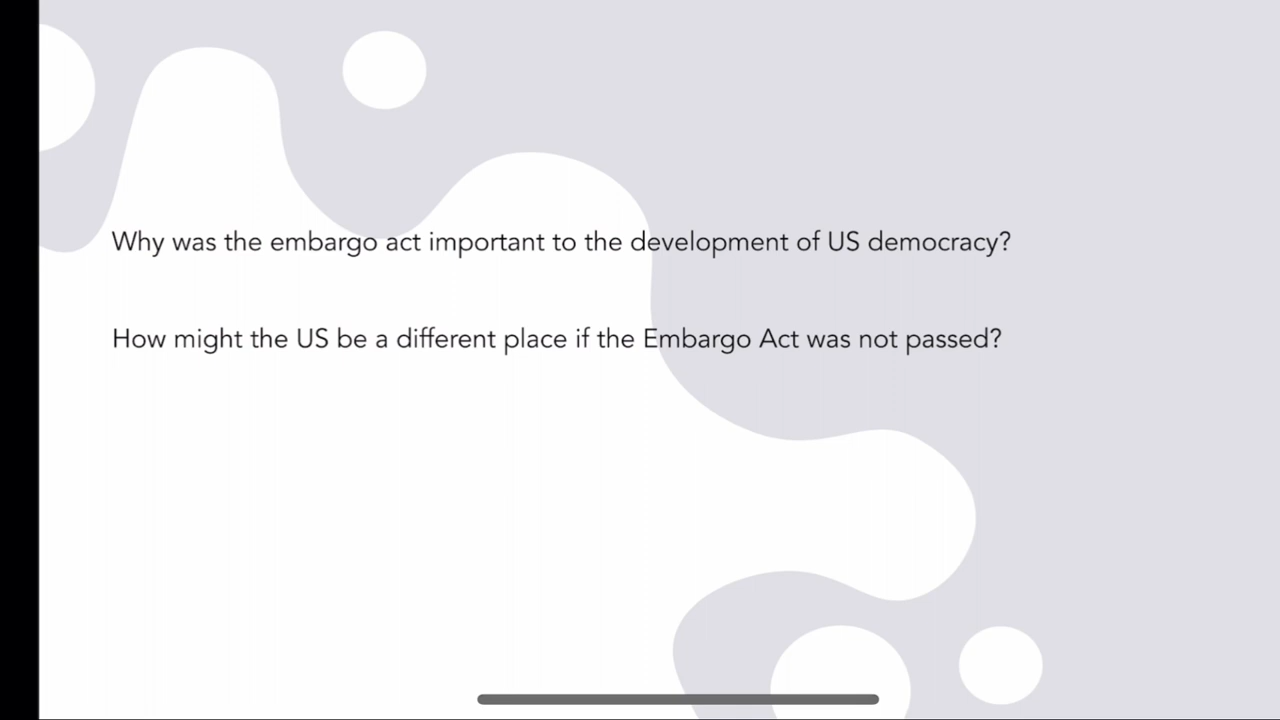 Why was the embargo act important to the development of US democracy?
How might the US be a different place if the Embargo Act was not passed?